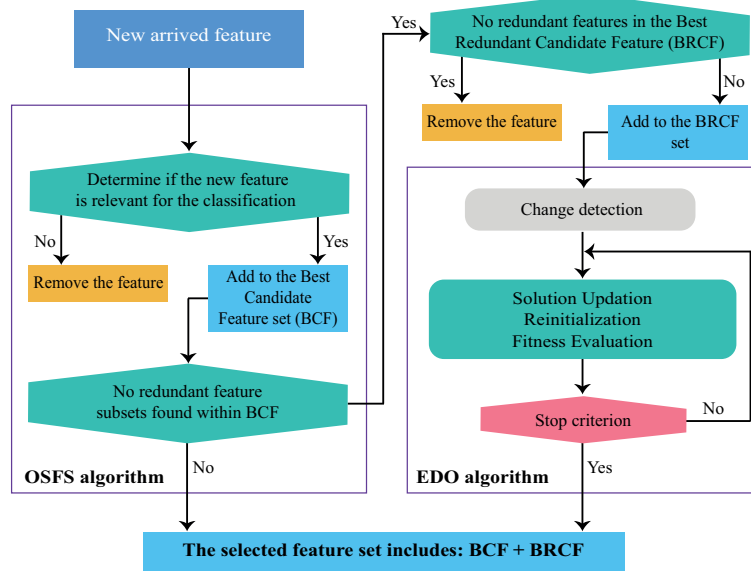 New arrived feature
Determine if the new feature
is relevant for the classification
No
Yes
Remove the feature
Add to the Best
Candidate
Feature set (BCF)
No redundant feature
subsets found within BCF
No
OSFS algorithm
Yes
No redundant features in the Best
Redundant Candidate Feature (BRCF)
Yes
No
Remove the feature
Add to the BRCF
set
Change detection
Solution Updation
Reinitialization
Fitness Evaluation
Stop criterion
No
Yes
EDO algorithm
The selected feature set includes: BCF + BRCF